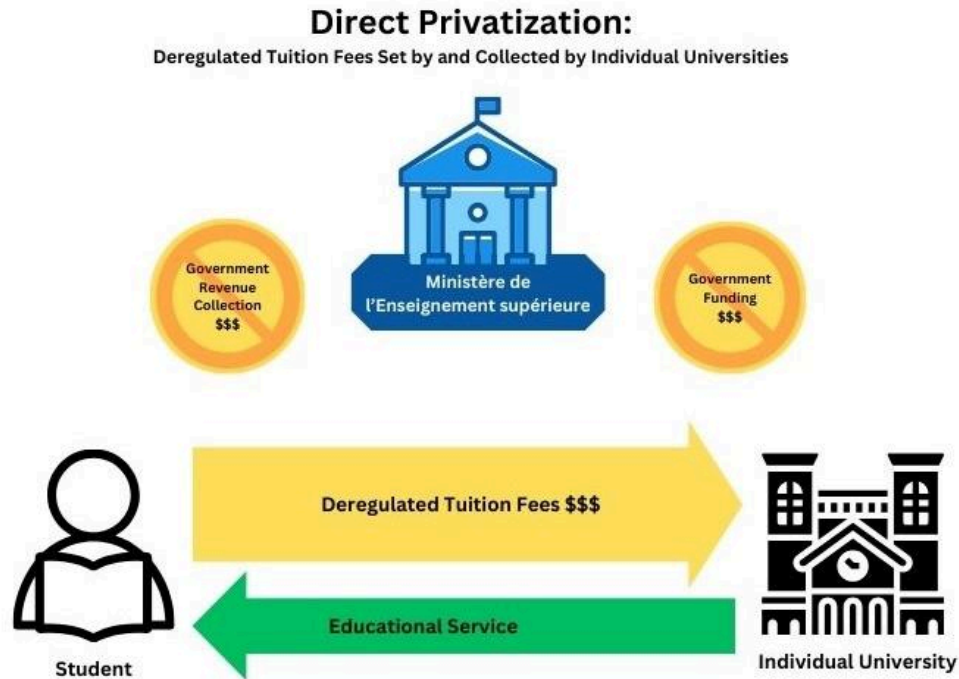 Direct Privatization:
Deregulated Tuition Fees Set by and Collected by Individual Universities
Government
Revenue
Collection
$$$
Ministère de
l'Enseignement supérieure
Government
Funding
$$$
Deregulated Tuition Fees $$$
Educational Service
Student
Individual University